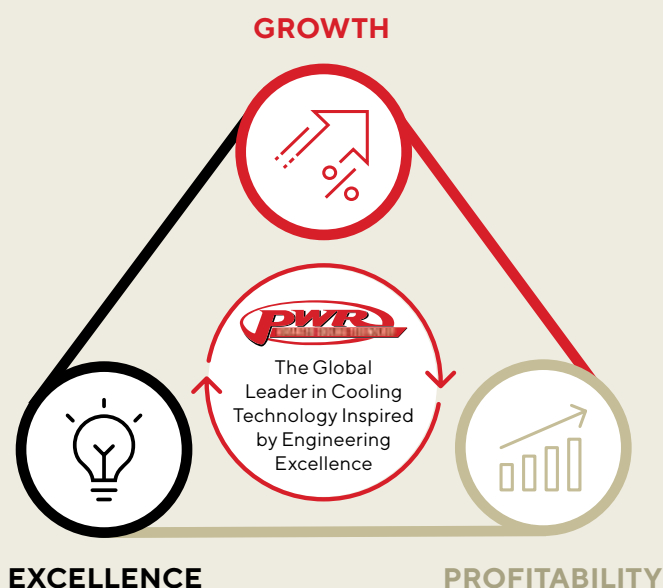 GROWTH
PWR
The Global
Leader in Cooling
Technology Inspired
by Engineering
Excellence
EXCELLENCE
PROFITABILITY